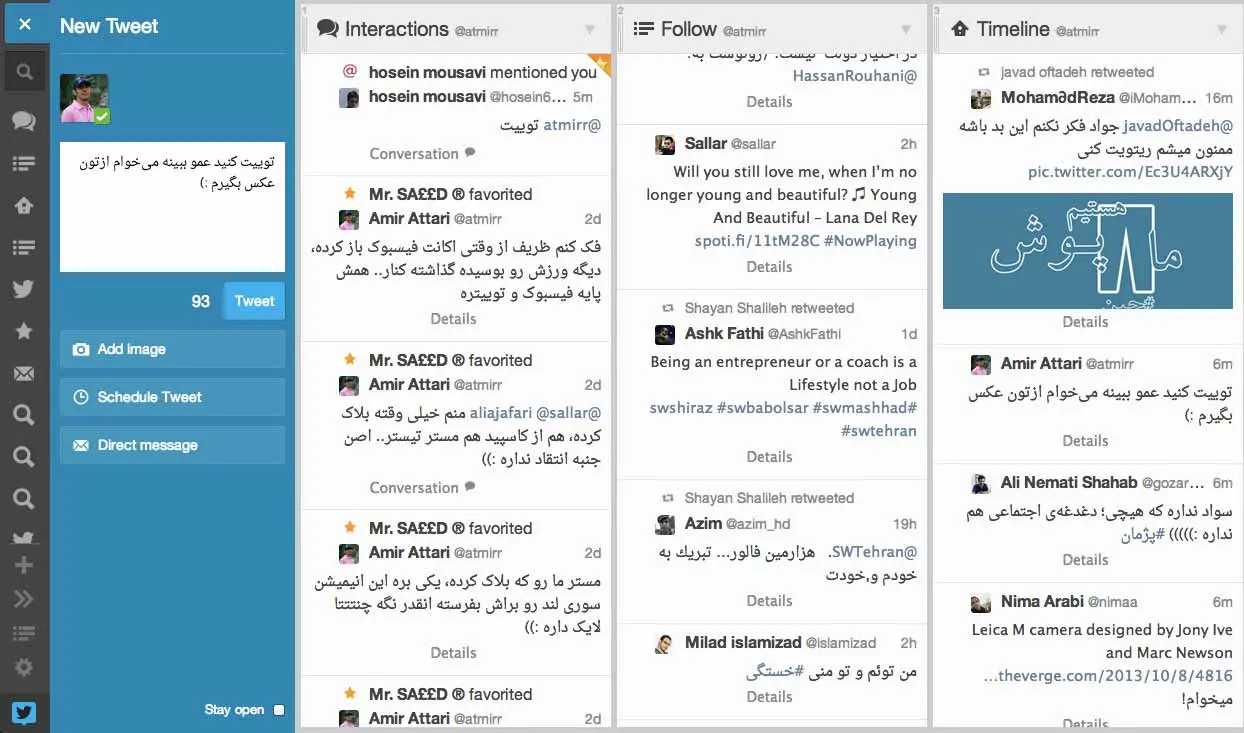 New Tweet
توییت کنید عمو ببینه می‌خوام ازتون
عکس بگیرم :)
93
Tweet
Add image
Schedule Tweet
Direct message
Stay open
1
Interactions @atmirr
@ hosein mousavi mentioned you
hosein mousavi @hosein6... 5m
@atmirr توییت
Conversation
Mr. SA££D ® favorited
Amir Attari @atmirr 2d
فک کنم ظریف از وقتی اکانت فیسبوک باز کرده،
دیگه ورزش رو بوسیده گذاشته کنار.. همش
پایه فیسبوک و توییتره
Details
Mr. SA££D ® favorited
Amir Attari @atmirr 2d
@aliajafari @sallar منم خیلی وقته بلاک
کرده، هم از کاسپید هم مستر تیستر.. اصن
جنبه انتقاد نداره :))
Conversation
Mr. SA££D ® favorited
Amir Attari @atmirr 2d
مستر ما رو که بلاک کرده، یکی بره این انیمیشن
سوری لند رو براش بفرسته انقدر نگه چنتتتا
لایک داره :))
Details
Mr. SA££D ® favorited
Amir Attari @atmirr 2d
2
Follow @atmirr
در اختیار دولت نیست. /رونوشت به:
@HassanRouhani
Details
Sallar @sallar 2h
Will you still love me, when I'm no
longer young and beautiful? ♫ Young
And Beautiful – Lana Del Rey
spoti.fi/11tM28C #NowPlaying
Details
Shayan Shalileh retweeted
Ashk Fathi @AshkFathi 1d
Being an entrepreneur or a coach is a
Lifestyle not a Job
swshiraz #swbabolsar #swmashhad#
#swtehran
Details
Shayan Shalileh retweeted
Azim @azim_hd 19h
@SWTehran. هزارمین فالور... تبریك به
خودم و,خودت
Details
Milad islamizad @islamizad 2h
من توئم و تو منی #خستگی
Details
3
Timeline @atmirr
javad oftadeh retweeted
Moham∂dReza @iMoham... 16m
@javadOftadeh جواد فکر نکنم این بد باشه
ممنون میشم ریتویت کنی
pic.twitter.com/Ec3U4ARXjY
ما ۸ پوش هستیم
#چین
Details
Amir Attari @atmirr 6m
توییت کنید عمو ببینه می‌خوام ازتون عکس
بگیرم :)
Details
Ali Nemati Shahab @gozar... 6m
سواد نداره که هیچی؛ دغدغه‌ی اجتماعی هم
نداره :))))) #پژمان
Details
Nima Arabi @nimaa 6m
Leica M camera designed by Jony Ive
and Marc Newson
...theverge.com/2013/10/8/4816
میخوام!
Details